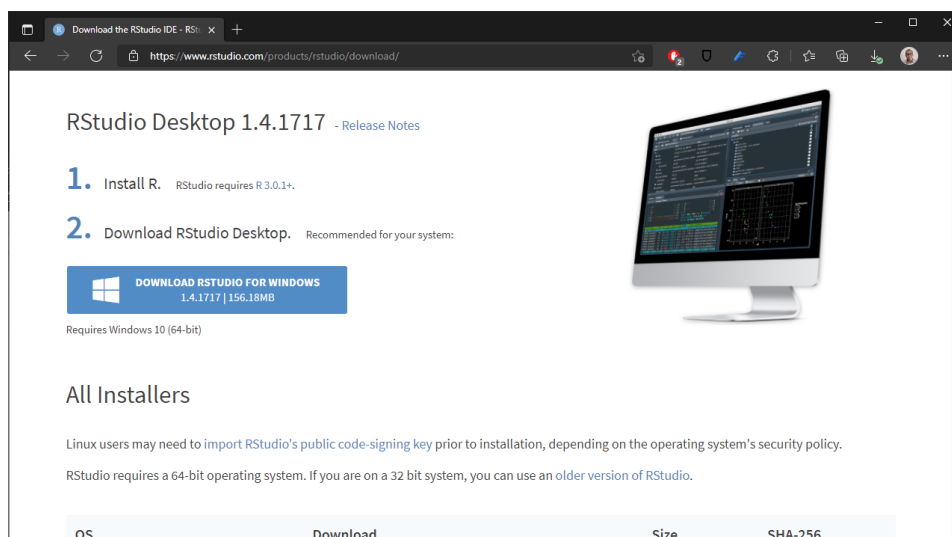 Download the RStudio IDE - RSt
https://www.rstudio.com/products/rstudio/download/
2
RStudio Desktop 1.4.1717 - Release Notes
1. Install R. RStudio requires R 3.0.1+.
2. Download RStudio Desktop. Recommended for your system:
DOWNLOAD RSTUDIO FOR WINDOWS
1.4.1717 | 156.18MB
Requires Windows 10 (64-bit)
All Installers
Linux users may need to import RStudio's public code-signing key prior to installation, depending on the operating system's security policy.
RStudio requires a 64-bit operating system. If you are on a 32 bit system, you can use an older version of RStudio.
OS Download Size SHA-256